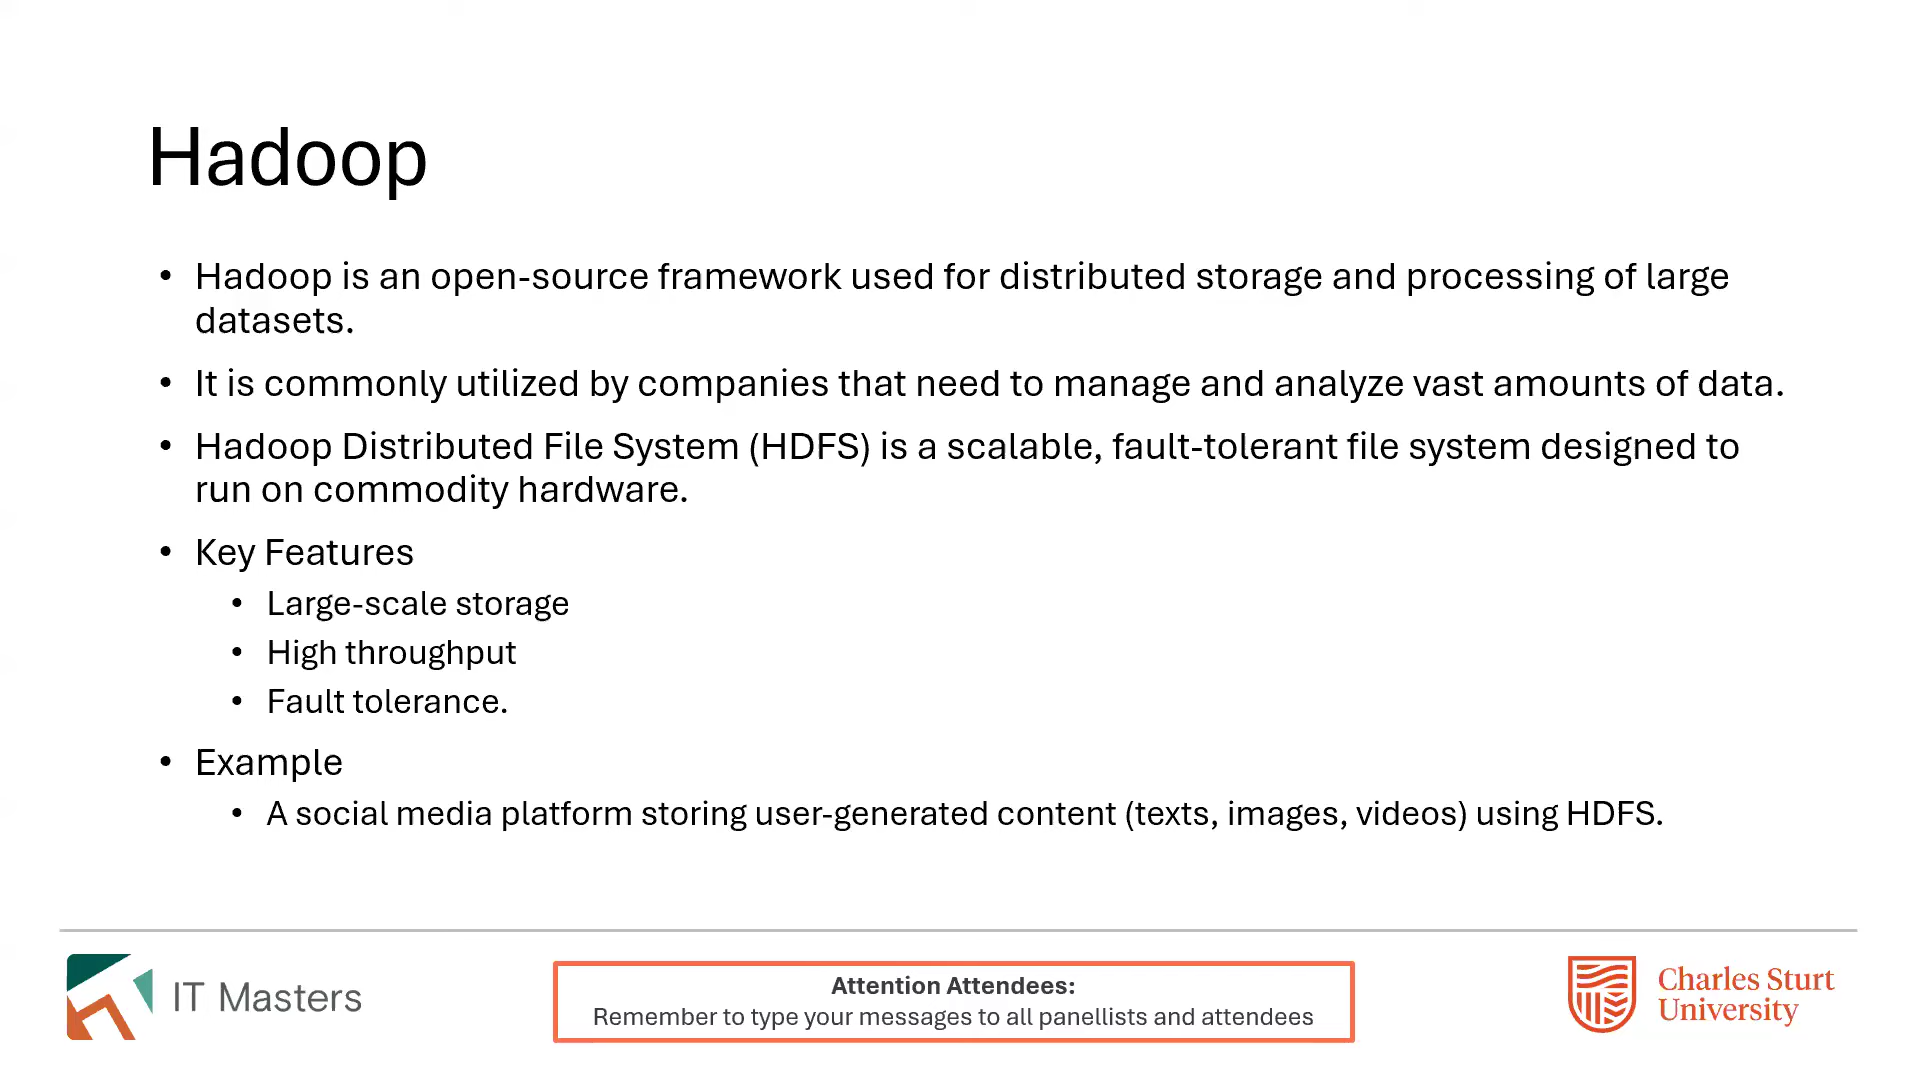 Hadoop
• Hadoop is an open-source framework used for distributed storage and processing of large
datasets.
• It is commonly utilized by companies that need to manage and analyze vast amounts of data.
• Hadoop Distributed File System (HDFS) is a scalable, fault-tolerant file system designed to
run on commodity hardware.
• Key Features
• Large-scale storage
• High throughput
• Fault tolerance.
• Example
• A social media platform storing user-generated content (texts, images, videos) using HDFS.
IT Masters
Attention Attendees:
Remember to type your messages to all panellists and attendees
Charles Sturt
University